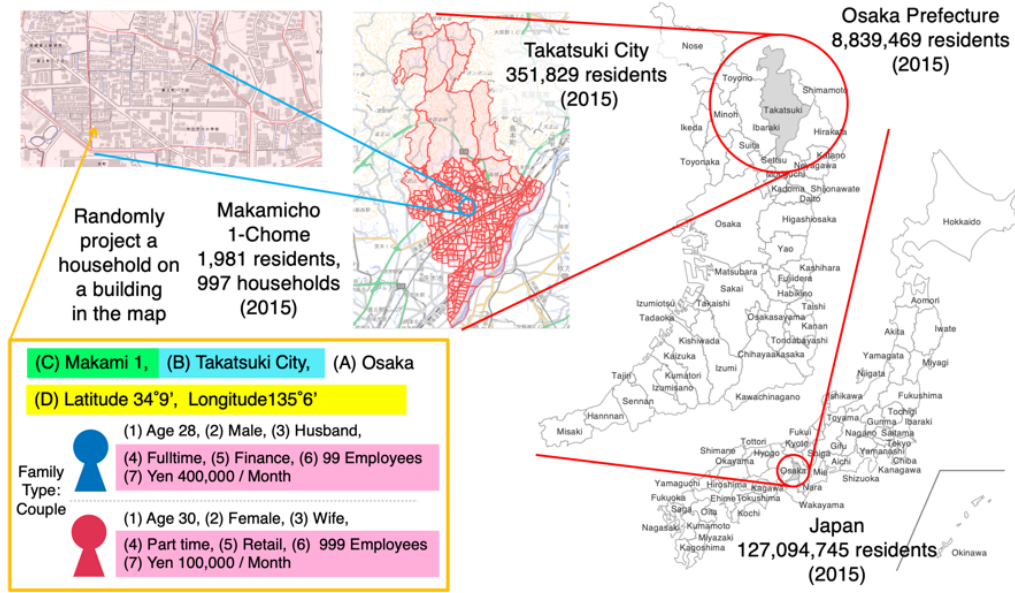 Osaka Prefecture
8,839,469 residents
(2015)
Takatsuki City
351,829 residents
(2015)
Nose
Toyono
Shimamoto
Takatsuki
Minoh
Ikeda
Ibaraki
Hirakata
Suita
Toyonaka
Settsu
Katano
Neyagawa
Moriguchi
Kadoma
Shijonawate
Daito
Osaka
Higashiosaka
Yao
Matsubara
Kashihara
Sakai
Fujiidera
Habikino
Izumiotsu
Takaishi
Taishi
Tadaoka
Osakasayama
Kanan
Kishiwada
Tondabayashi
Kaizuka
Chihayaakasaka
Tajiri
Kumatori
Izumi
Izumisano
Sennan
Kawachinagano
Hannnan
Misaki
Randomly
project a
household on
a building
in the map
Makamicho
1-Chome
1,981 residents,
997 households
(2015)
(C) Makami 1, (B) Takatsuki City, (A) Osaka
(D) Latitude 34°9', Longitude135°6'
Family
Type:
Couple
(1) Age 28, (2) Male, (3) Husband,
(4) Fulltime, (5) Finance, (6) 99 Employees
(7) Yen 400,000 / Month
(1) Age 30, (2) Female, (3) Wife,
(4) Part time, (5) Retail, (6) 999 Employees
(7) Yen 100,000 / Month
Hokkaido
Aomori
Akita
Iwate
Yamagata
Miyagi
Niigata
Fukushima
Ishikawa
Toyama
Tochigi
Gunma
Ibaraki
Fukui
Nagano
Saitama
Tottori
Kyoto
Gifu
Tokyo
Shimane
Hyogo
Shiga
Yamanashi
Okayama
Osaka
Mie
Aichi
Chiba
Shizuoka
Kanagawa
Yamaguchi
Hiroshima
Kagawa
Nara
Fukuoka
Ehime
Tokushima
Wakayama
Saga
Oita
Kochi
Nagasaki
Kumamoto
Miyazaki
Kagoshima
Okinawa
Japan
127,094,745 residents
(2015)